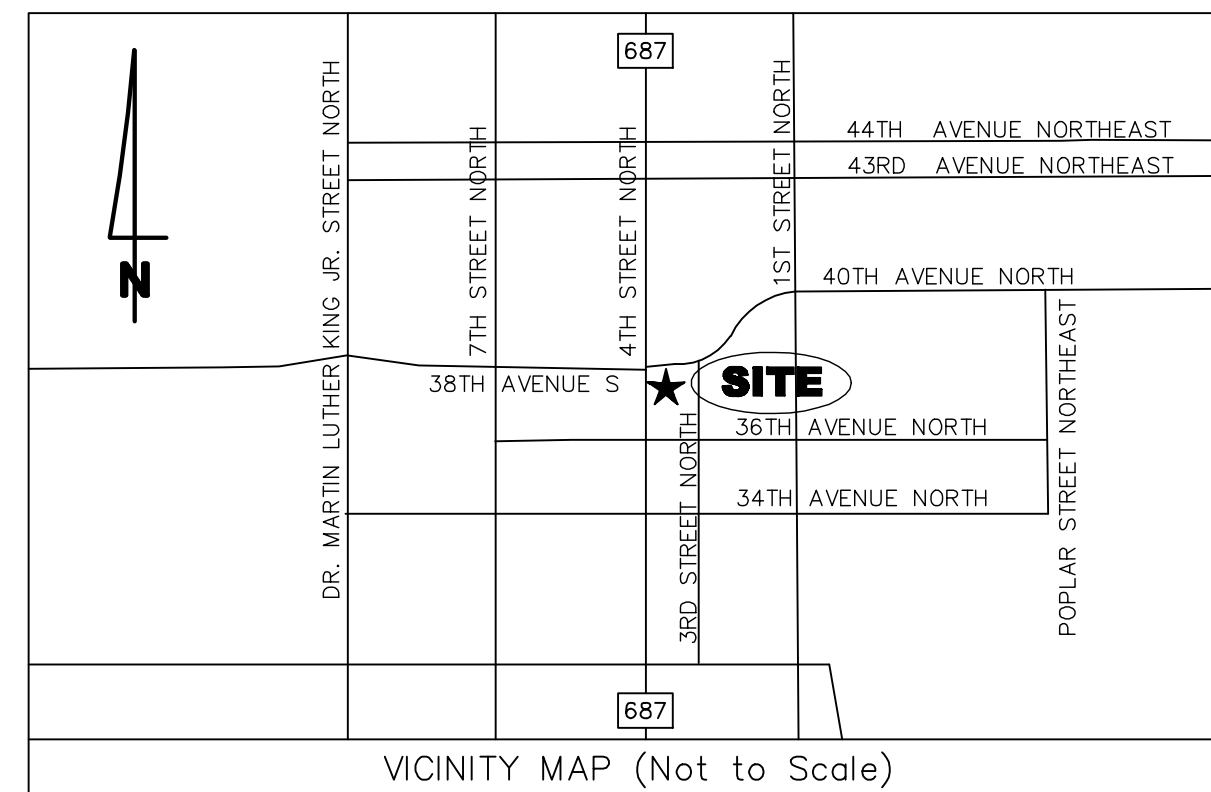 687
DR. MARTIN LUTHER KING JR. STREET NORTH
7TH STREET NORTH
4TH STREET NORTH
1ST STREET NORTH
44TH AVENUE NORTHEAST
43RD AVENUE NORTHEAST
N
40TH AVENUE NORTH
38TH AVENUE S
SITE
36TH AVENUE NORTH
34TH AVENUE NORTH
3RD STREET NORTH
POPLAR STREET NORTHEAST
687
VICINITY MAP (Not to Scale)